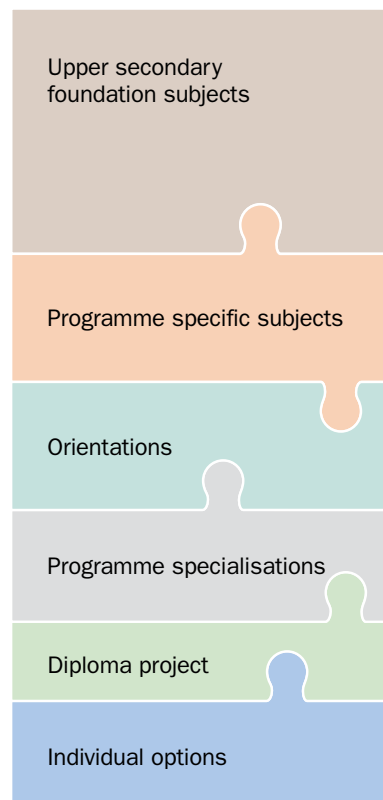 Upper secondary
foundation subjects
Programme specific subjects
Orientations
Programme specialisations
Diploma project
Individual options